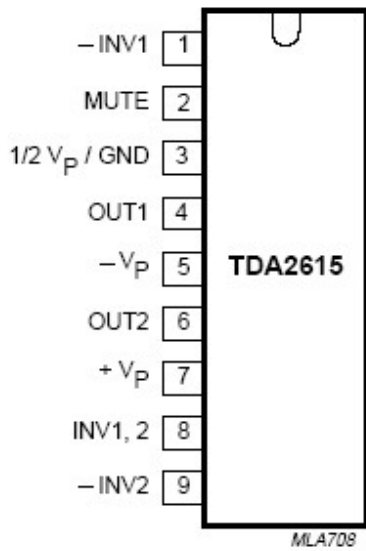 –INV1 1
MUTE 2
1/2 VP / GND 3
OUT1 4
–VP 5
TDA2615
OUT2 6
+VP 7
INV1, 2 8
–INV2 9
MLA708